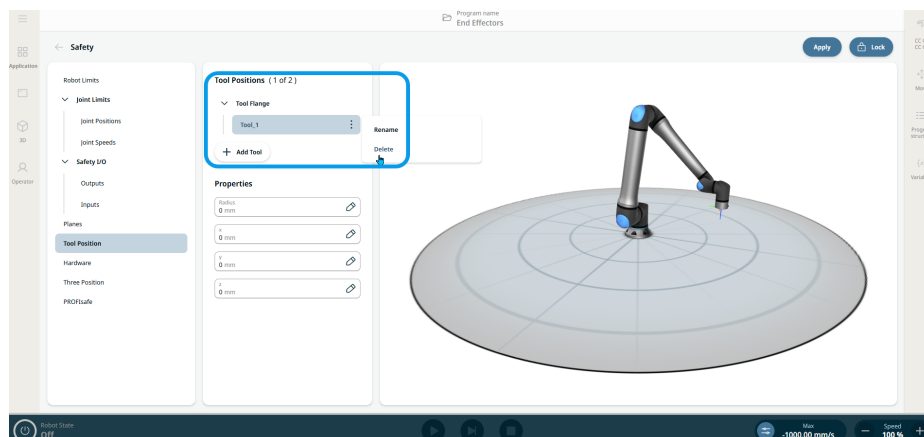 Program name
End Effectors
Safety
Apply
Lock
Application
3D
Operator
Robot Limits
Joint Limits
Joint Positions
Joint Speeds
Safety I/O
Outputs
Inputs
Planes
Tool Position
Hardware
Three Position
PROFIsafe
Tool Positions ( 1 of 2 )
Tool Flange
Tool_1
Add Tool
Rename
Delete
Properties
Radius
0 mm
x
0 mm
y
0 mm
z
0 mm
Robot State
Off
Max
-1000.00 mm/s
Speed
100 %